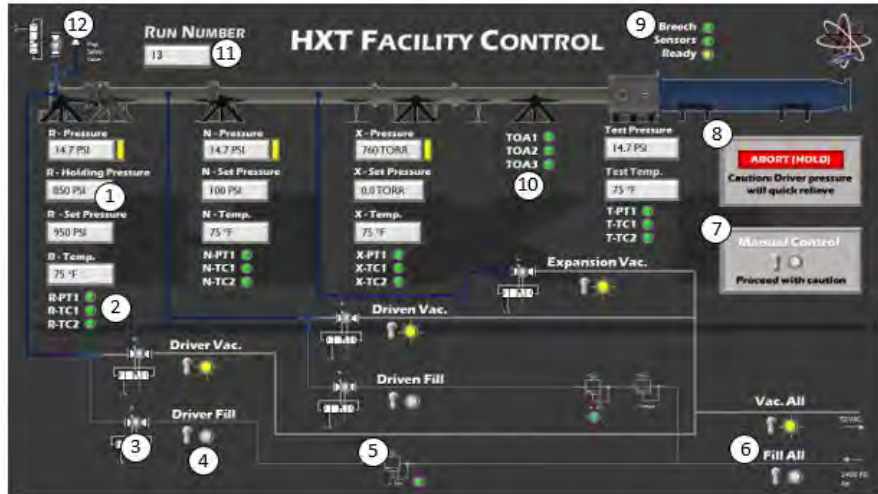 12
RUN NUMBER
13
11
HXT FACILITY CONTROL
9
Breech
Sensors
Ready
R - Pressure
14.7 PSI
R - Holding Pressure
850 PSI
1
R - Set Pressure
950 PSI
R - Temp.
75 °F
R-PT1
R-TC1
R-TC2
2
N - Pressure
14.7 PSI
N - Set Pressure
100 PSI
N - Temp.
75 °F
N-PT1
N-TC1
N-TC2
X - Pressure
760 TORR
X - Set Pressure
0.0 TORR
X - Temp.
75 °F
X-PT1
X-TC1
X-TC2
TOA1
TOA2
TOA3
10
Test Pressure
14.7 PSI
Test Temp.
75 °F
T-PT1
T-TC1
T-TC2
8
ABORT (HOLD)
Caution: Driver pressure
will quick relieve
7
Manual Control
Proceed with caution
Expansion Vac.
Driven Vac.
Driver Vac.
Driven Fill
Driver Fill
3
4
5
Vac. All
6
Fill All
Air